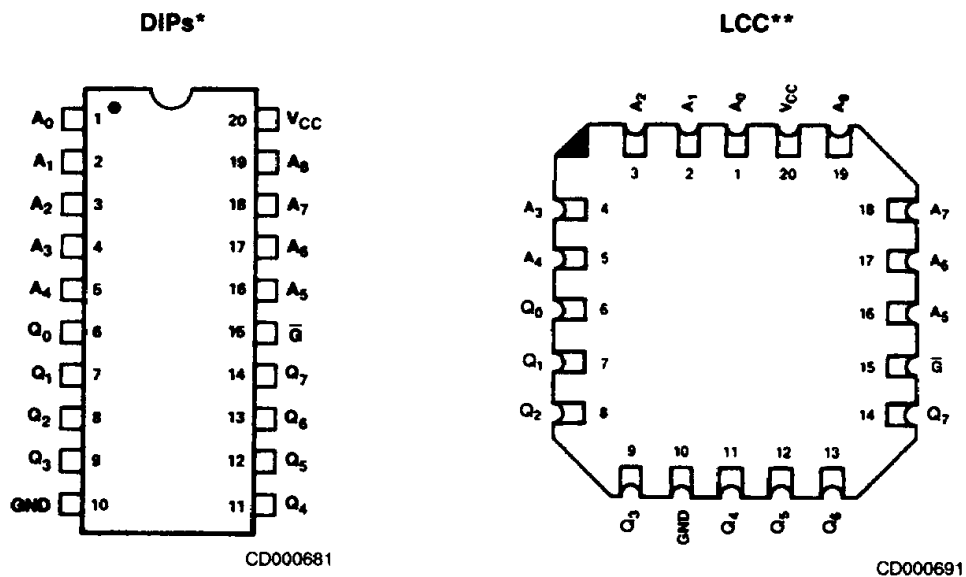 DIPs*
A0 1 20 VCC
A1 2 19 A8
A2 3 18 A7
A3 4 17 A6
A4 5 16 A5
Q0 6 15 G̅
Q1 7 14 Q7
Q2 8 13 Q6
Q3 9 12 Q5
GND 10 11 Q4
CD000681
LCC**
A2 A1 A0 VCC A8
3 2 1 20 19
A3 4 18 A7
A4 5 17 A6
Q0 6 16 A5
Q1 7 15 G̅
Q2 8 14 Q7
9 10 11 12 13
Q3 GND Q4 Q5 Q6
CD000691